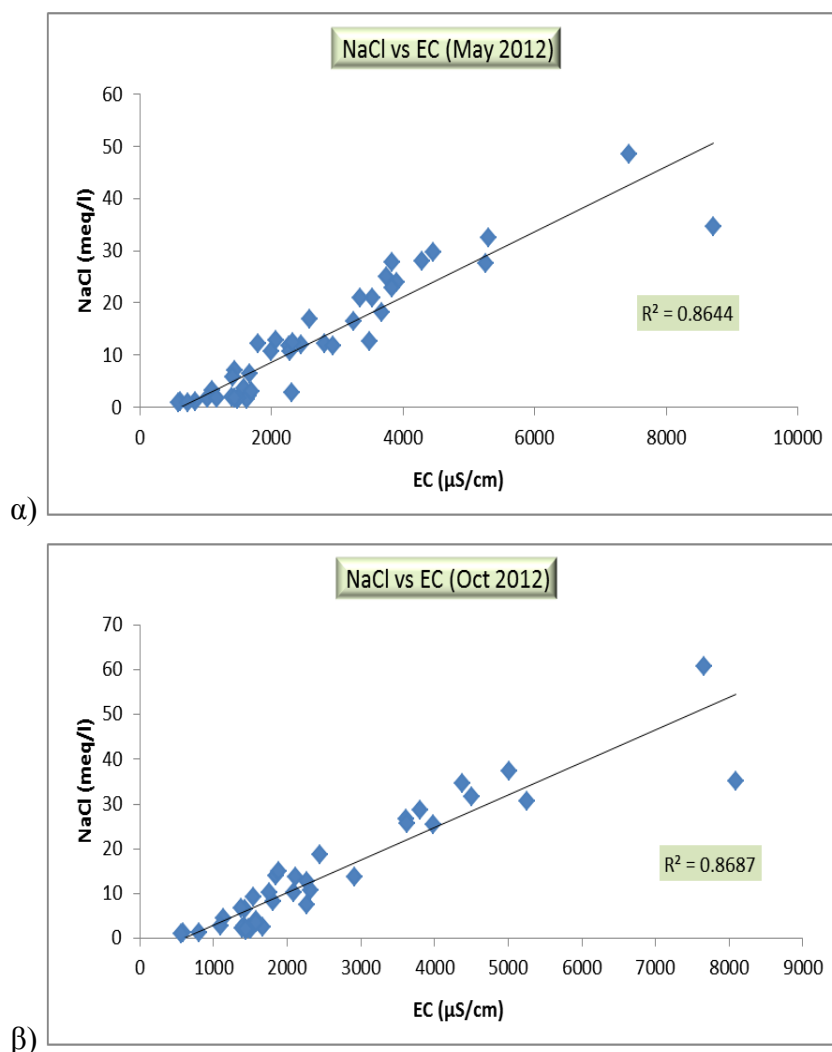 NaCl vs EC (May 2012)
60
50
40
30
20
10
0
NaCl (meq/l)
R² = 0.8644
0 2000 4000 6000 8000 10000
EC (μS/cm)
α)
NaCl vs EC (Oct 2012)
70
60
50
40
30
20
10
0
NaCl (meq/l)
R² = 0.8687
0 1000 2000 3000 4000 5000 6000 7000 8000 9000
EC (μS/cm)
β)